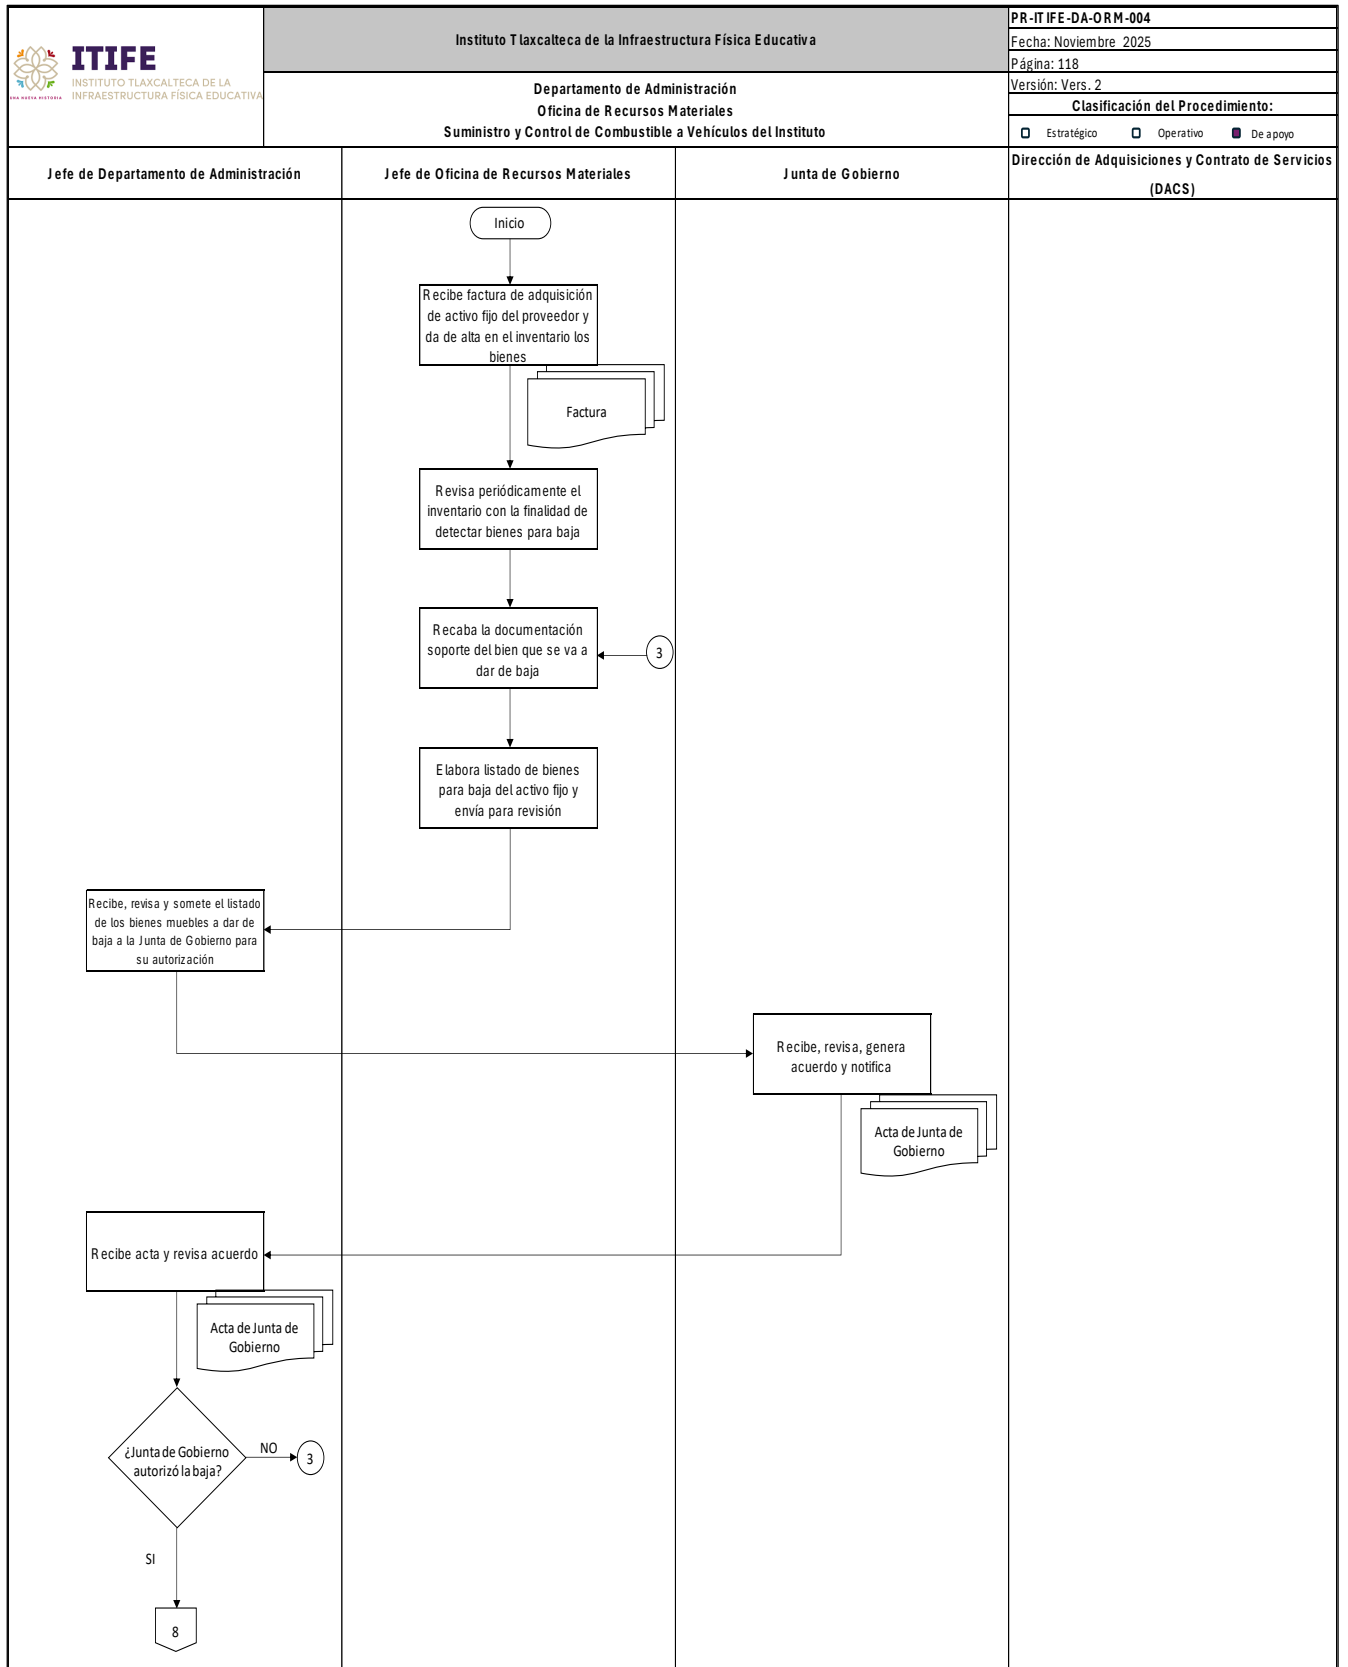 ITIFE
INSTITUTO TLAXCALTECA DE LA
INFRAESTRUCTURA FÍSICA EDUCATIVA
UNA NUEVA HISTORIA
Instituto Tlaxcalteca de la Infraestructura Física Educativa
Departamento de Administración
Oficina de Recursos Materiales
Suministro y Control de Combustible a Vehículos del Instituto
PR-ITIFE-DA-ORM-004
Fecha: Noviembre 2025
Página: 118
Versión: Vers. 2
Clasificación del Procedimiento:
Estratégico Operativo De apoyo
Jefe de Departamento de Administración
Jefe de Oficina de Recursos Materiales
Junta de Gobierno
Dirección de Adquisiciones y Contrato de Servicios
(DACS)
Inicio
Recibe factura de adquisición
de activo fijo del proveedor y
da de alta en el inventario los
bienes
Factura
Revisa periódicamente el
inventario con la finalidad de
detectar bienes para baja
Recaba la documentación
soporte del bien que se va a
dar de baja
3
Elabora listado de bienes
para baja del activo fijo y
envía para revisión
Recibe, revisa y somete el listado
de los bienes muebles a dar de
baja a la Junta de Gobierno para
su autorización
Recibe, revisa, genera
acuerdo y notifica
Acta de Junta de
Gobierno
Recibe acta y revisa acuerdo
Acta de Junta de
Gobierno
¿Junta de Gobierno
autorizó la baja?
NO
3
SI
8